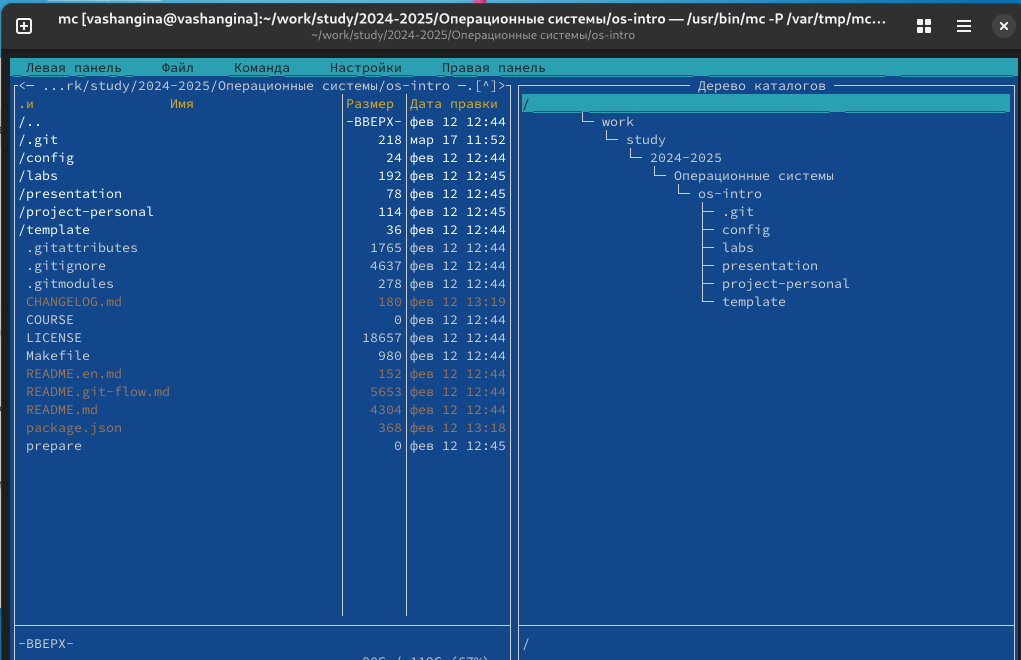 mc [vashangina@vashangina]:~/work/study/2024-2025/Операционные системы/os-intro — /usr/bin/mc -P /var/tmp/mc...
~/work/study/2024-2025/Операционные системы/os-intro
Левая панель Файл Команда Настройки Правая панель
<— ...rk/study/2024-2025/Операционные системы/os-intro —.[^]>
.и Имя Размер Дата правки
/.. -ВВЕРХ- фев 12 12:44
/.git 218 мар 17 11:52
/config 24 фев 12 12:44
/labs 192 фев 12 12:45
/presentation 78 фев 12 12:45
/project-personal 114 фев 12 12:45
/template 36 фев 12 12:44
.gitattributes 1765 фев 12 12:44
.gitignore 4637 фев 12 12:44
.gitmodules 278 фев 12 12:44
CHANGELOG.md 180 фев 12 13:19
COURSE 0 фев 12 12:44
LICENSE 18657 фев 12 12:44
Makefile 980 фев 12 12:44
README.en.md 152 фев 12 12:44
README.git-flow.md 5653 фев 12 12:44
README.md 4304 фев 12 12:44
package.json 368 фев 12 13:18
prepare 0 фев 12 12:45
-ВВЕРХ-
Дерево каталогов
/
work
study
2024-2025
Операционные системы
os-intro
.git
config
labs
presentation
project-personal
template
/